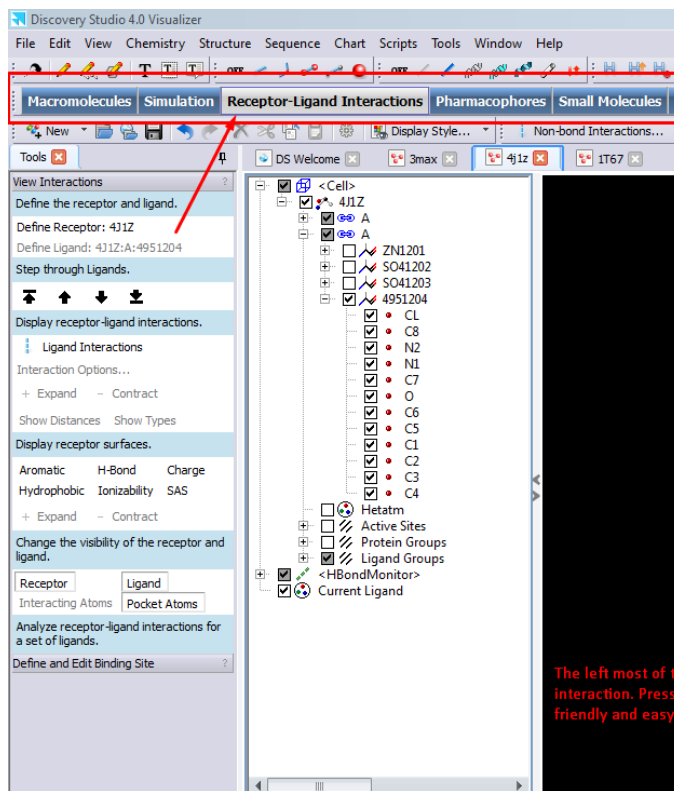 Discovery Studio 4.0 Visualizer
File Edit View Chemistry Structure Sequence Chart Scripts Tools Window Help
Macromolecules Simulation Receptor-Ligand Interactions Pharmacophores Small Molecules
New Display Style... Non-bond Interactions...
Tools DS Welcome 3max 4j1z 1T67
View Interactions ?
Define the receptor and ligand.
Define Receptor: 4J1Z
Define Ligand: 4J1Z:A:4951204
Step through Ligands.
Display receptor-ligand interactions.
Ligand Interactions
Interaction Options...
+ Expand - Contract
Show Distances Show Types
Display receptor surfaces.
Aromatic H-Bond Charge
Hydrophobic Ionizability SAS
+ Expand - Contract
Change the visibility of the receptor and
ligand.
Receptor Ligand
Interacting Atoms Pocket Atoms
Analyze receptor-ligand interactions for
a set of ligands.
Define and Edit Binding Site ?
<Cell>
4J1Z
A
A
ZN1201
SO41202
SO41203
4951204
CL
C8
N2
N1
C7
O
C6
C5
C1
C2
C3
C4
Hetatm
Active Sites
Protein Groups
Ligand Groups
<HBondMonitor>
Current Ligand
The left most of
interaction. Press
friendly and easy